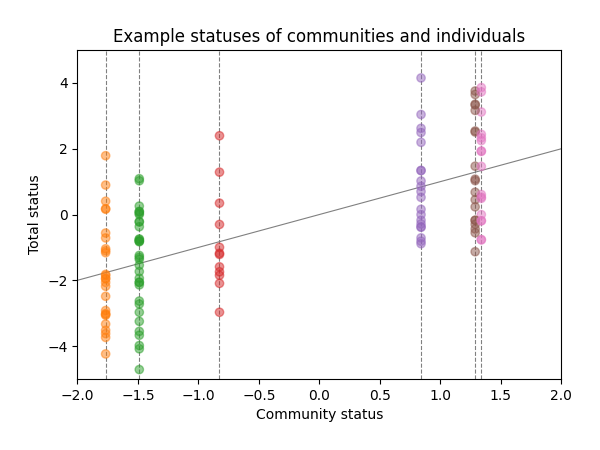 Example statuses of communities and individuals
4
2
0
−2
−4
Total status
−2.0 −1.5 −1.0 −0.5 0.0 0.5 1.0 1.5 2.0
Community status